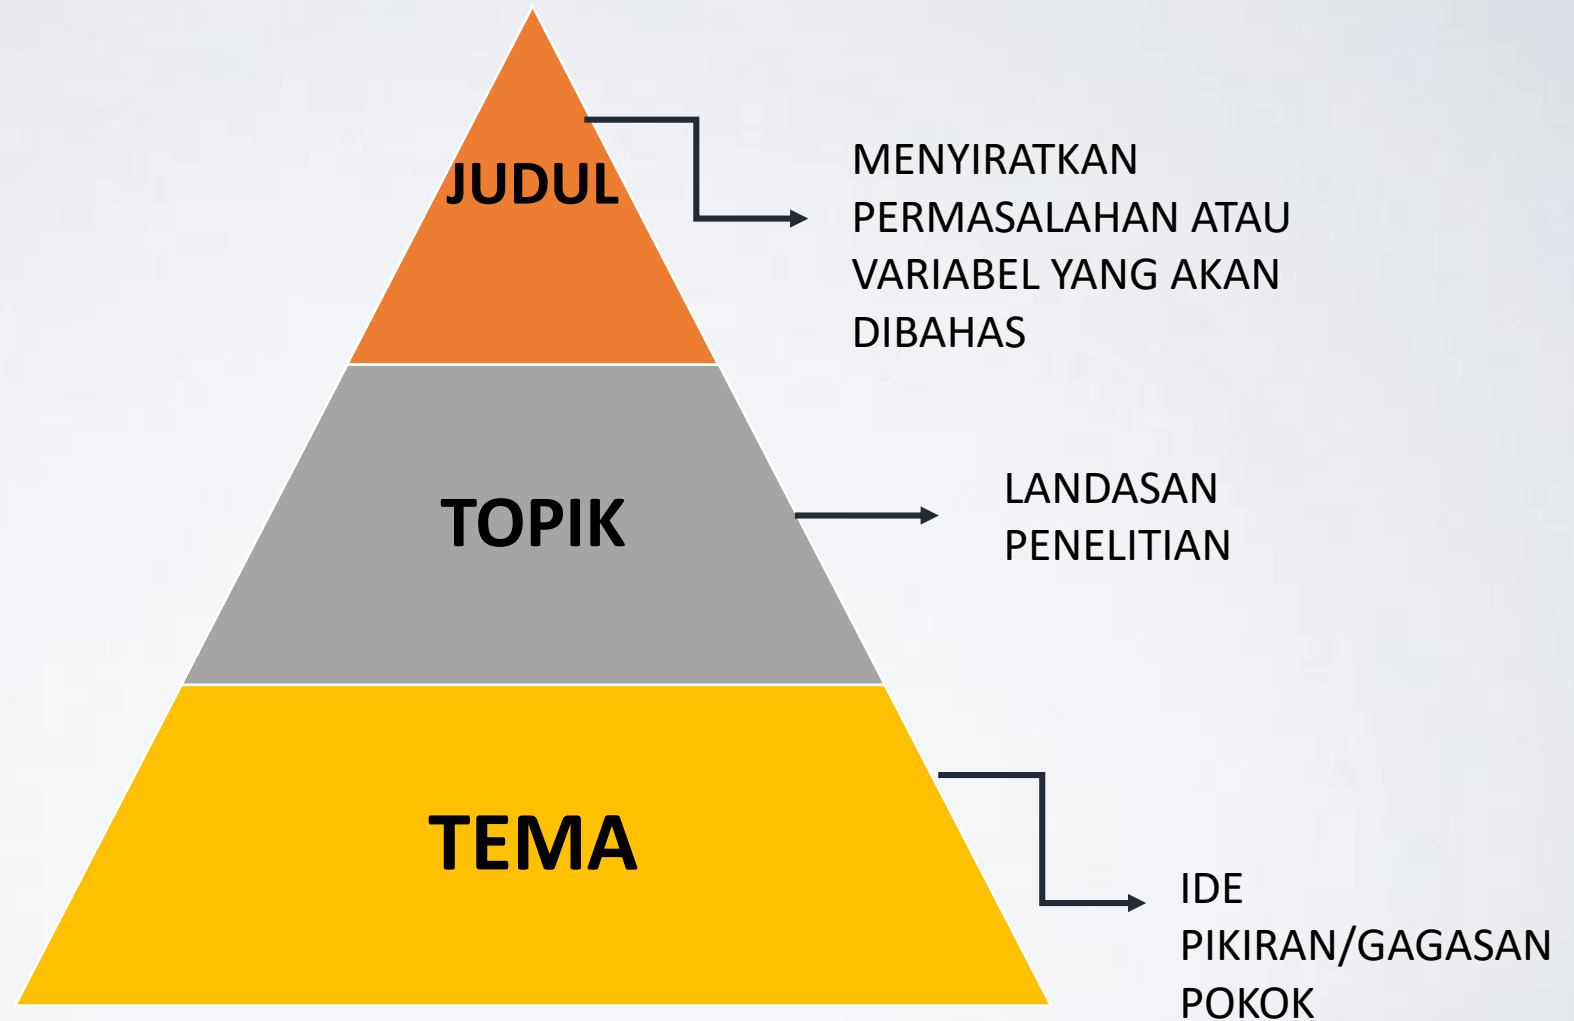 JUDUL
MENYIRATKAN
PERMASALAHAN ATAU
VARIABEL YANG AKAN
DIBAHAS
TOPIK
LANDASAN
PENELITIAN
TEMA
IDE
PIKIRAN/GAGASAN
POKOK